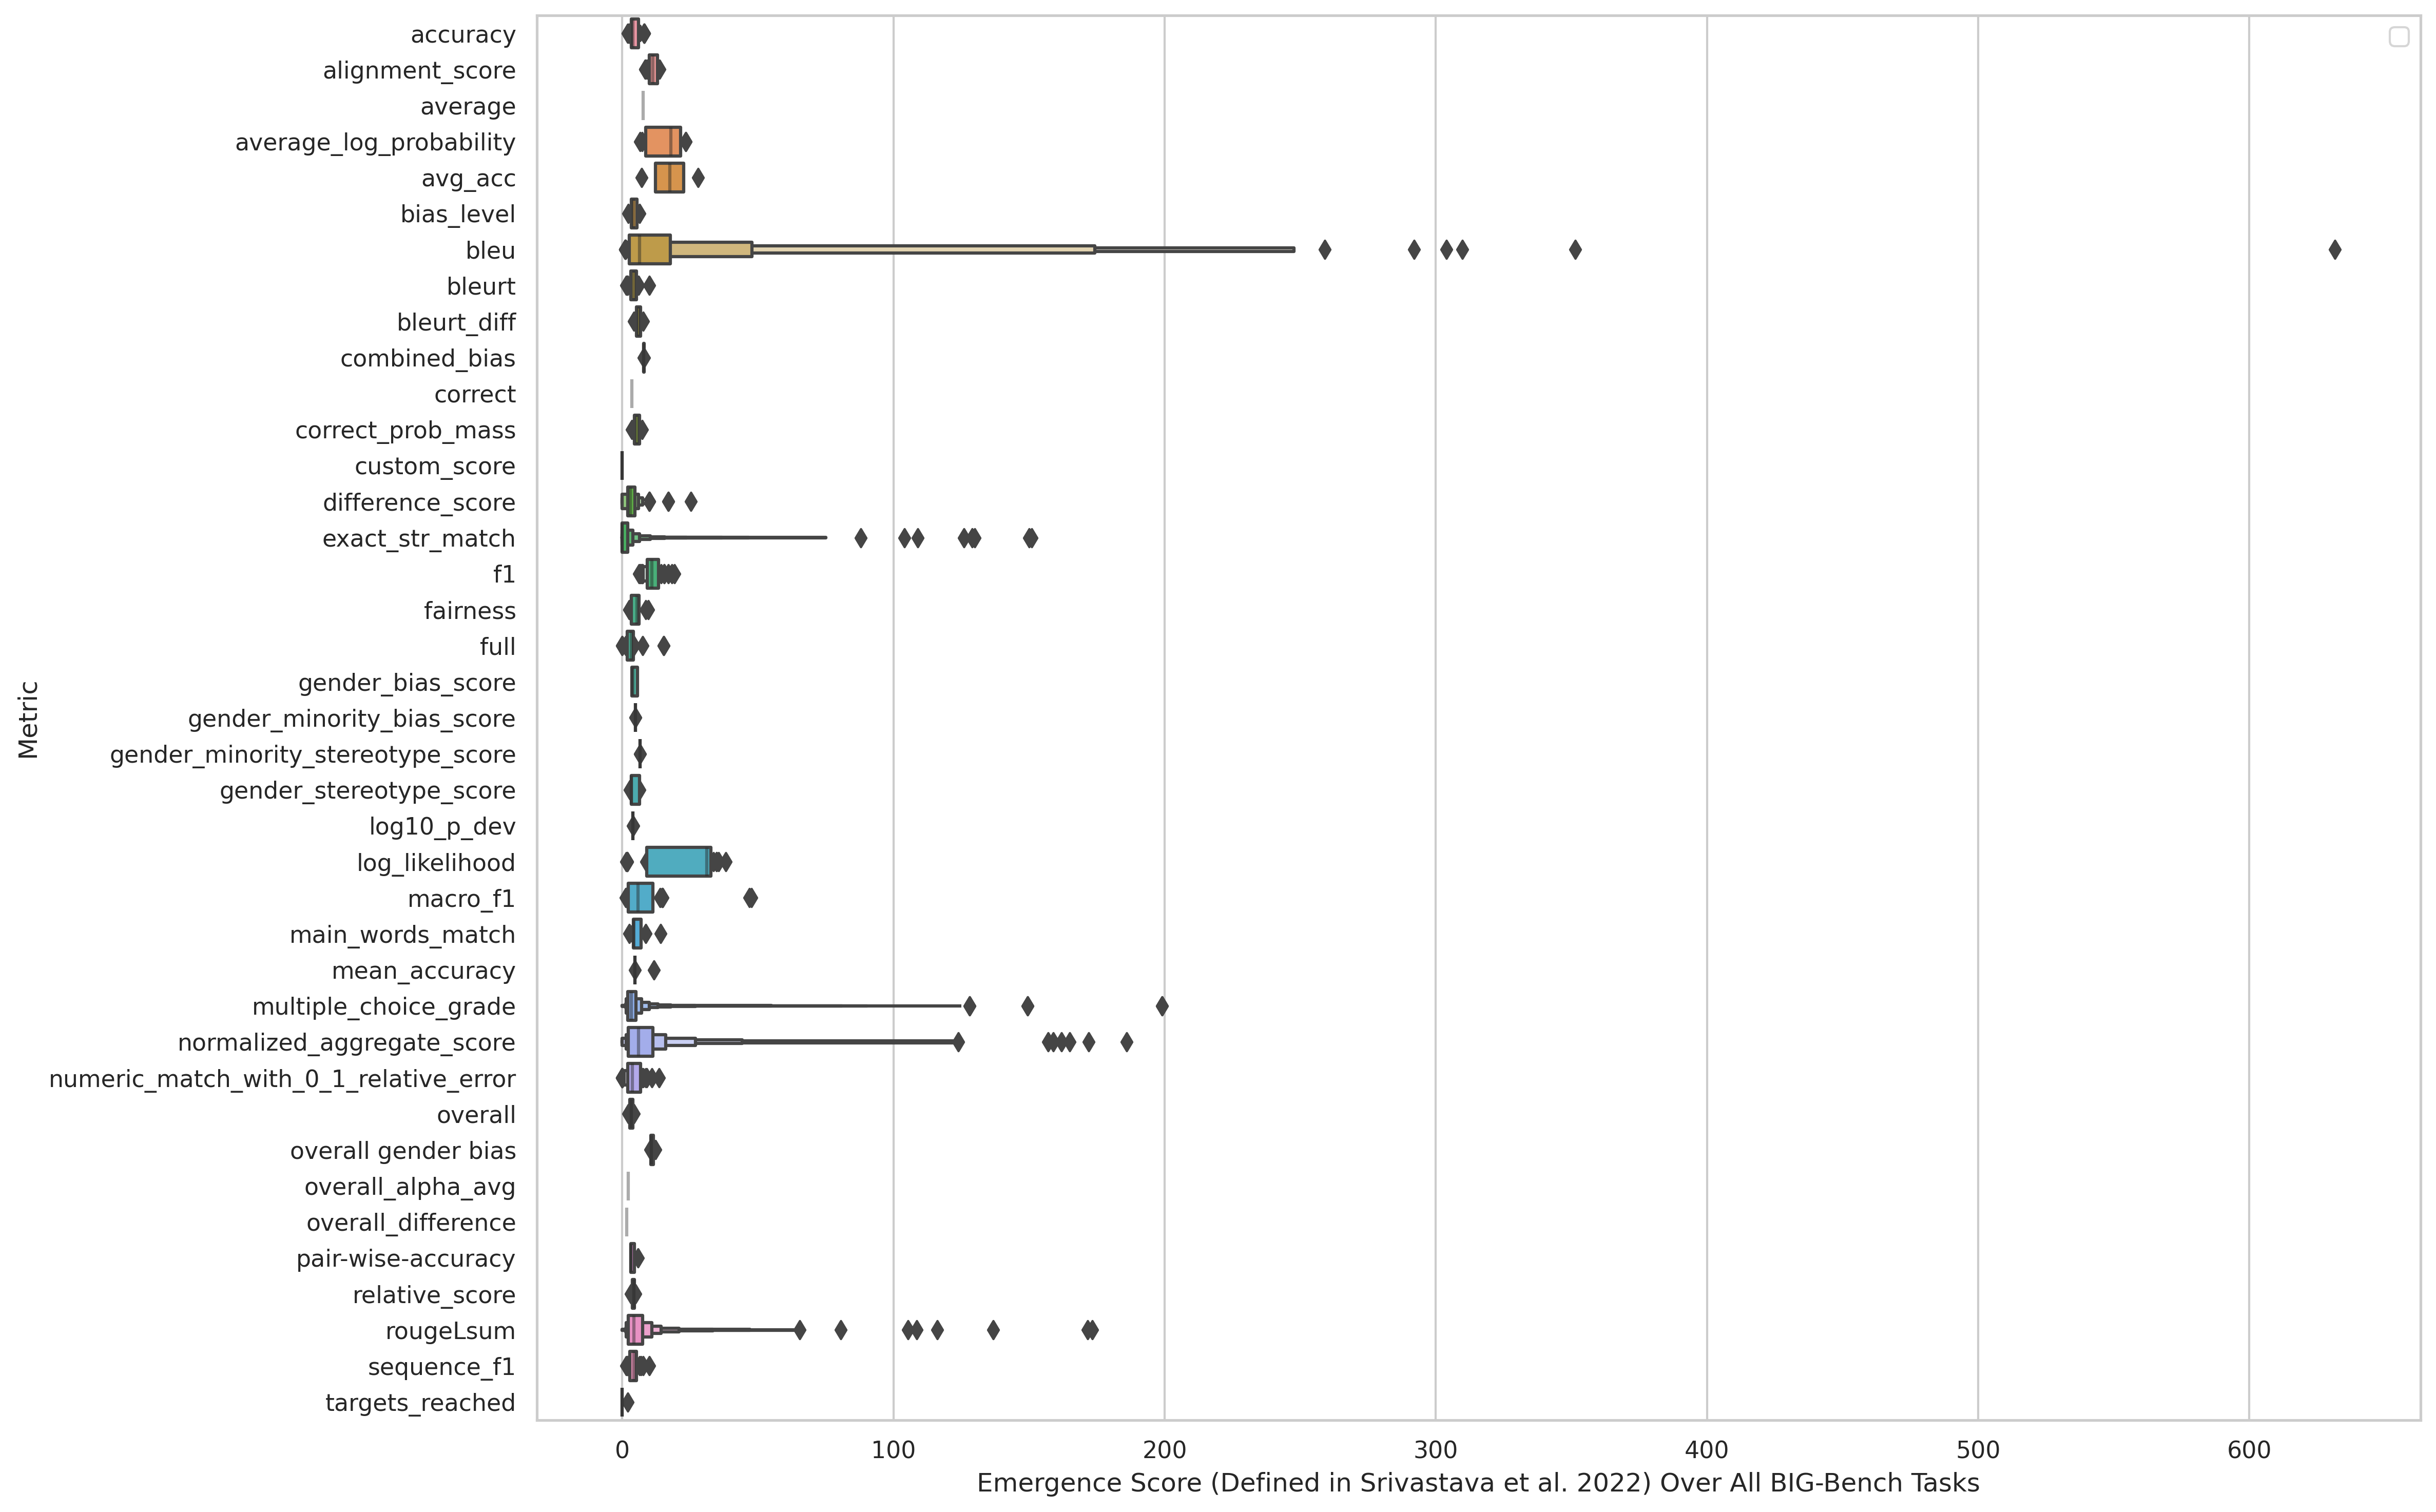 accuracy
alignment_score
average
average_log_probability
avg_acc
bias_level
bleu
bleurt
bleurt_diff
combined_bias
correct
correct_prob_mass
custom_score
difference_score
exact_str_match
f1
fairness
full
gender_bias_score
gender_minority_bias_score
gender_minority_stereotype_score
gender_stereotype_score
log10_p_dev
log_likelihood
macro_f1
main_words_match
mean_accuracy
multiple_choice_grade
normalized_aggregate_score
numeric_match_with_0_1_relative_error
overall
overall gender bias
overall_alpha_avg
overall_difference
pair-wise-accuracy
relative_score
rougeLsum
sequence_f1
targets_reached
Metric
0 100 200 300 400 500 600
Emergence Score (Defined in Srivastava et al. 2022) Over All BIG-Bench Tasks